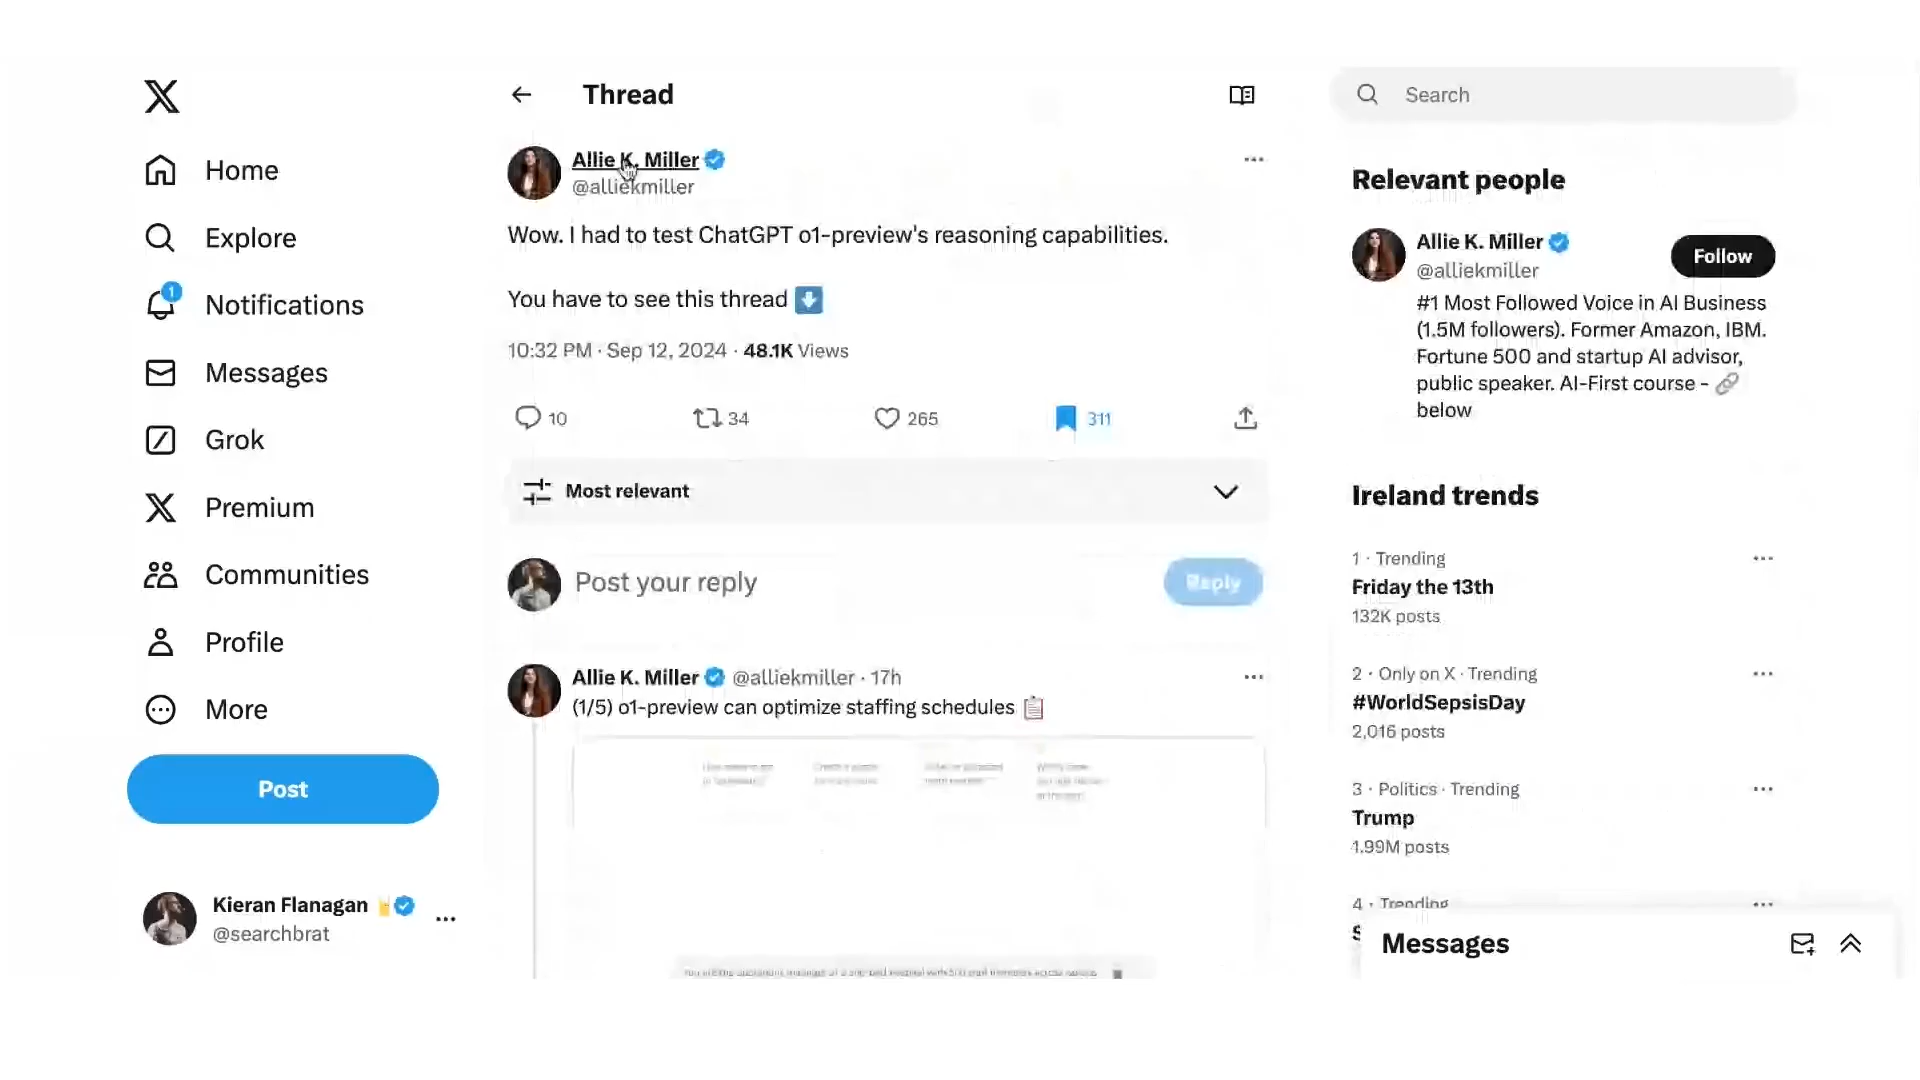 Home
Explore
1
Notifications
Messages
Grok
Premium
Communities
Profile
More
Post
Kieran Flanagan
@searchbrat
Thread
Allie K. Miller
@alliekmiller
Wow. I had to test ChatGPT o1-preview's reasoning capabilities.
You have to see this thread
10:32 PM · Sep 12, 2024 · 48.1K Views
10
34
265
311
Most relevant
Post your reply
Reply
Allie K. Miller @alliekmiller · 17h
(1/5) o1-preview can optimize staffing schedules
Search
Relevant people
Allie K. Miller
@alliekmiller
Follow
#1 Most Followed Voice in AI Business
(1.5M followers). Former Amazon, IBM.
Fortune 500 and startup AI advisor,
public speaker. AI-First course -
below
Ireland trends
1 · Trending
Friday the 13th
132K posts
2 · Only on X · Trending
#WorldSepsisDay
2,016 posts
3 · Politics · Trending
Trump
1.99M posts
4 · Trending
Messages